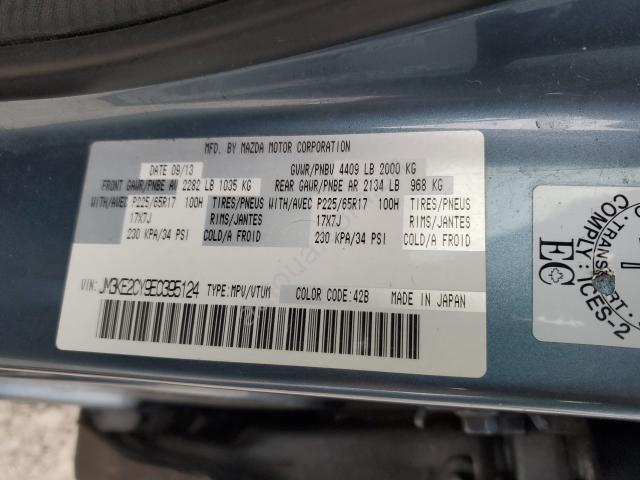 MFD. BY MAZDA MOTOR CORPORATION
DATE 09/13 GVWR/PNBV 4409 LB 2000 KG
FRONT GAWR/PNBE AV 2282 LB 1035 KG REAR GAWR/PNBE AR 2134 LB 968 KG
WITH/AVEC P225/65R17 100H TIRES/PNEUS WITH/AVEC P225/65R17 100H TIRES/PNEUS
17X7J RIMS/JANTES 17X7J RIMS/JANTES
230 KPA/34 PSI COLD/A FROID 230 KPA/34 PSI COLD/A FROID
VIN: JM3KE2CY9E0395124 TYPE: MPV/VTUM COLOR CODE: 42B MADE IN JAPAN
TRANSPORT
COMPLY: ICES-2
EC